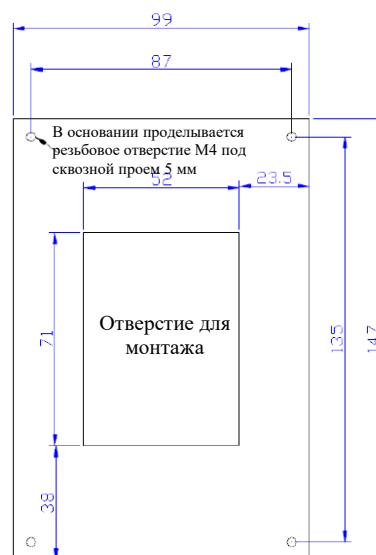 99
87
В основании проделывается
резьбовое отверстие М4 под
сквозной проем 5 мм
52
23.5
Отверстие для
монтажа
71
135
147
38